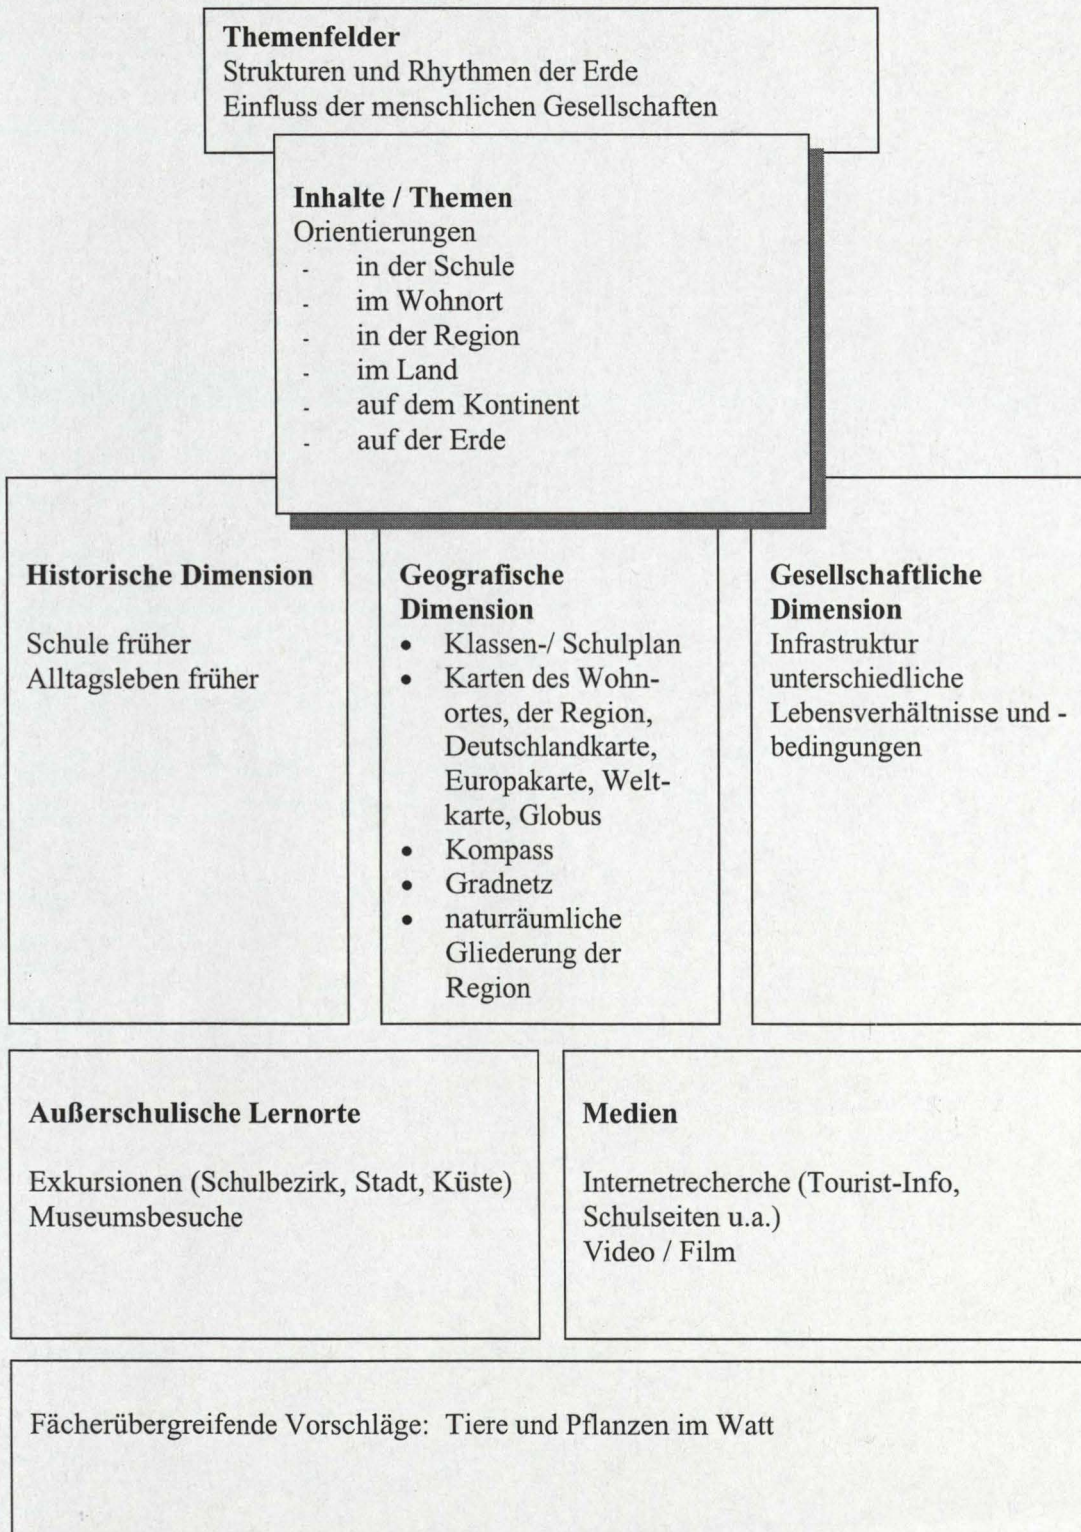 Themenfelder
Strukturen und Rhythmen der Erde
Einfluss der menschlichen Gesellschaften
Inhalte / Themen
Orientierungen
- in der Schule
- im Wohnort
- in der Region
- im Land
- auf dem Kontinent
- auf der Erde
Historische Dimension
Schule früher
Alltagsleben früher
Geografische
Dimension
• Klassen-/ Schulplan
• Karten des Wohn-
ortes, der Region,
Deutschlandkarte,
Europakarte, Welt-
karte, Globus
• Kompass
• Gradnetz
• naturräumliche
Gliederung der
Region
Gesellschaftliche
Dimension
Infrastruktur
unterschiedliche
Lebensverhältnisse und -
bedingungen
Außerschulische Lernorte
Exkursionen (Schulbezirk, Stadt, Küste)
Museumsbesuche
Medien
Internetrecherche (Tourist-Info,
Schulseiten u.a.)
Video / Film
Fächerübergreifende Vorschläge: Tiere und Pflanzen im Watt